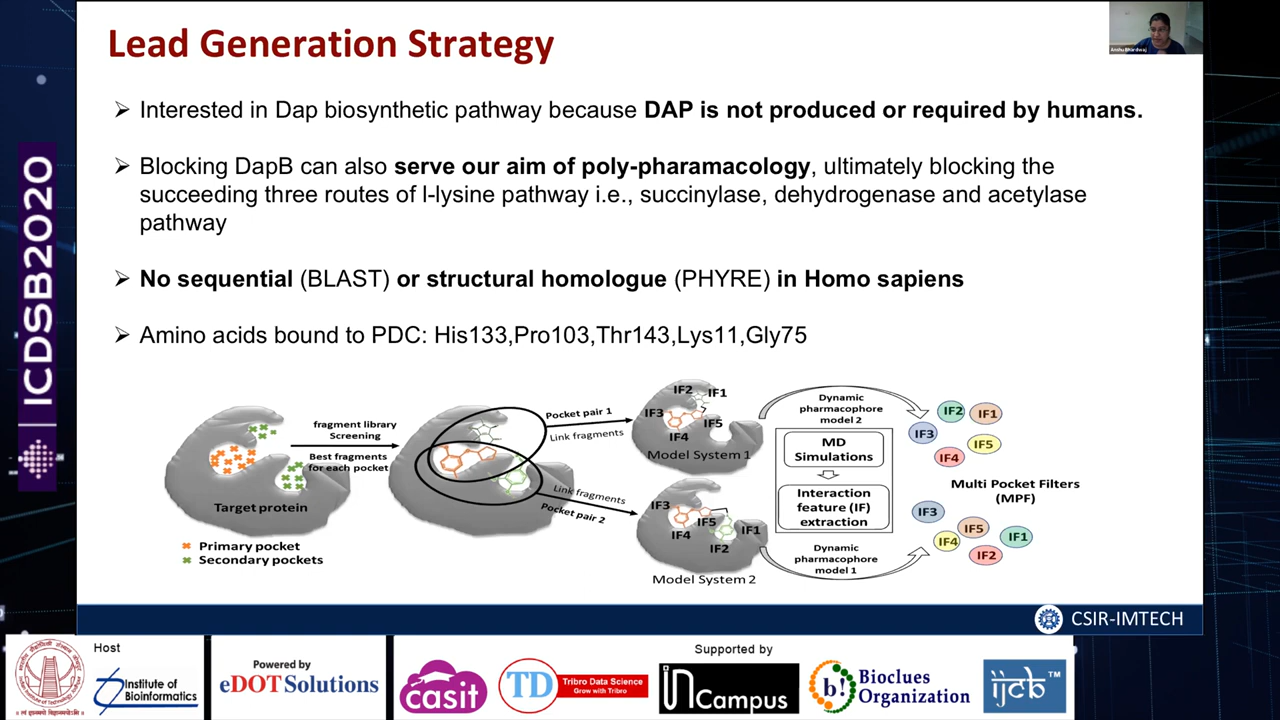 Lead Generation Strategy
Anshu Bhardwaj
➢ Interested in Dap biosynthetic pathway because DAP is not produced or required by humans.
➢ Blocking DapB can also serve our aim of poly-pharamacology, ultimately blocking the
succeeding three routes of l-lysine pathway i.e., succinylase, dehydrogenase and acetylase
pathway
➢ No sequential (BLAST) or structural homologue (PHYRE) in Homo sapiens
➢ Amino acids bound to PDC: His133,Pro103,Thr143,Lys11,Gly75
ICDSB2020
Target protein
Primary pocket
Secondary pockets
fragment library
Screening
Best fragments
for each pocket
Pocket pair 1
Link fragments
Link fragments
Pocket pair 2
IF2
IF1
IF3
IF5
IF4
Model System 1
IF3
IF5
IF1
IF4
IF2
Model System 2
Dynamic
pharmacophore
model 2
MD
Simulations
Interaction
feature (IF)
extraction
Dynamic
pharmacophore
model 1
IF2
IF1
IF3
IF5
IF4
Multi Pocket Filters
(MPF)
IF3
IF5
IF1
IF4
IF2
CSIR-IMTECH
Host
Institute of
Bioinformatics
Powered by
eDOT Solutions
Supported by
casit
TD
Tribro Data Science
Grow with Tribro
inCampus
b!
Bioclues
Organization
ijcb™